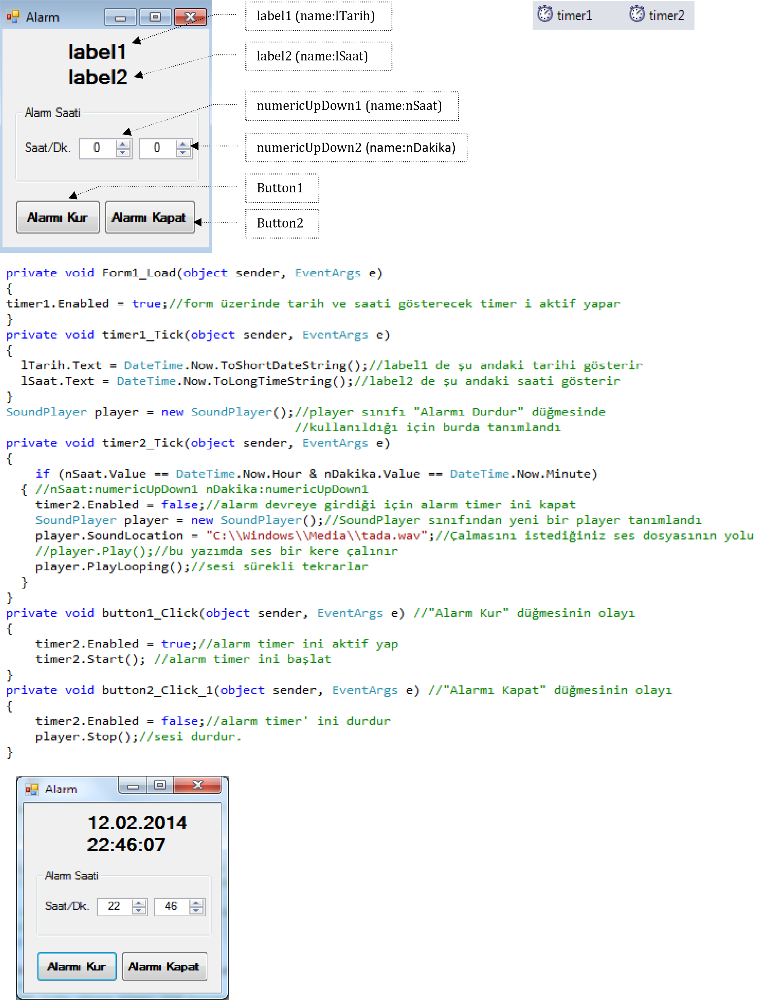 Alarm
label1
label2
Alarm Saati
Saat/Dk. 0 0
Alarmı Kur Alarmı Kapat
label1 (name:lTarih)
label2 (name:lSaat)
numericUpDown1 (name:nSaat)
numericUpDown2 (name:nDakika)
Button1
Button2
timer1 timer2
private void Form1_Load(object sender, EventArgs e)
{
timer1.Enabled = true;//form üzerinde tarih ve saati gösterecek timer i aktif yapar
}
private void timer1_Tick(object sender, EventArgs e)
{
lTarih.Text = DateTime.Now.ToShortDateString();//label1 de şu andaki tarihi gösterir
lSaat.Text = DateTime.Now.ToLongTimeString();//label2 de şu andaki saati gösterir
}
SoundPlayer player = new SoundPlayer();//player sınıfı "Alarmı Durdur" düğmesinde
//kullanıldığı için burda tanımlandı
private void timer2_Tick(object sender, EventArgs e)
{
if (nSaat.Value == DateTime.Now.Hour & nDakika.Value == DateTime.Now.Minute)
{ //nSaat:numericUpDown1 nDakika:numericUpDown1
timer2.Enabled = false;//alarm devreye girdiği için alarm timer ini kapat
SoundPlayer player = new SoundPlayer();//SoundPlayer sınıfından yeni bir player tanımlandı
player.SoundLocation = "C:\\Windows\\Media\\tada.wav";//Çalmasını istediğiniz ses dosyasının yolu
//player.Play();//bu yazımda ses bir kere çalınır
player.PlayLooping();//sesi sürekli tekrarlar
}
}
private void button1_Click(object sender, EventArgs e) //"Alarm Kur" düğmesinin olayı
{
timer2.Enabled = true;//alarm timer ini aktif yap
timer2.Start(); //alarm timer ini başlat
}
private void button2_Click_1(object sender, EventArgs e) //"Alarmı Kapat" düğmesinin olayı
{
timer2.Enabled = false;//alarm timer' ini durdur
player.Stop();//sesi durdur.
}
Alarm
12.02.2014
22:46:07
Alarm Saati
Saat/Dk. 22 46
Alarmı Kur Alarmı Kapat